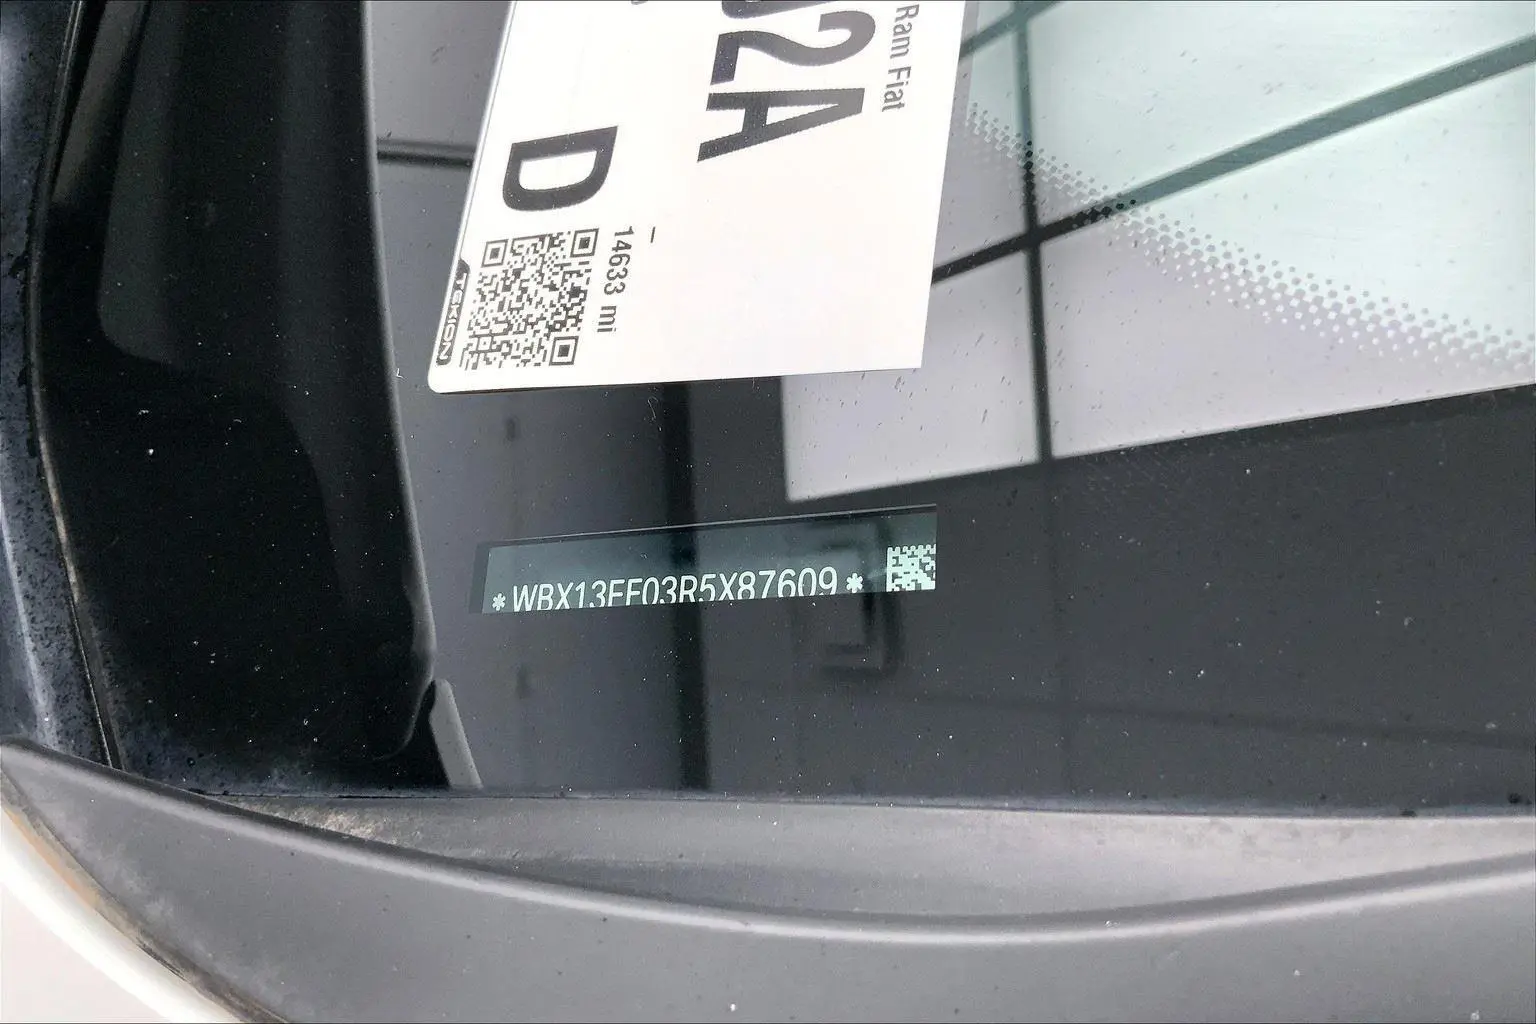 Ram Fiat
2A
D
14633 mi
TEKION
*WBX13EF03R5X87609*